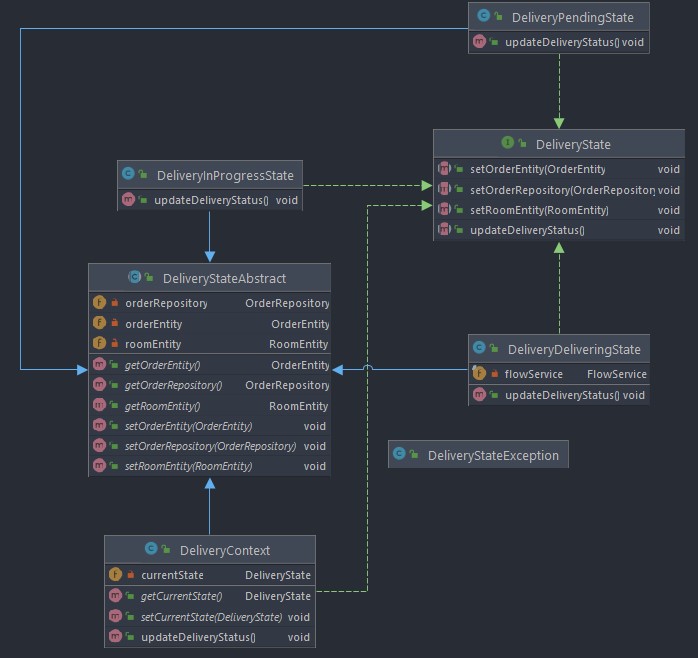 DeliveryPendingState
updateDeliveryStatus() void
DeliveryState
setOrderEntity(OrderEntity void
setOrderRepository(OrderRepository void
setRoomEntity(RoomEntity) void
updateDeliveryStatus() void
DeliveryInProgressState
updateDeliveryStatus() void
DeliveryStateAbstract
orderRepository OrderRepository
orderEntity OrderEntity
roomEntity RoomEntity
getOrderEntity() OrderEntity
getOrderRepository() OrderRepository
getRoomEntity() RoomEntity
setOrderEntity(OrderEntity) void
setOrderRepository(OrderRepository) void
setRoomEntity(RoomEntity) void
DeliveryDeliveringState
flowService FlowService
updateDeliveryStatus() void
DeliveryStateException
DeliveryContext
currentState DeliveryState
getCurrentState() DeliveryState
setCurrentState(DeliveryState) void
updateDeliveryStatus() void